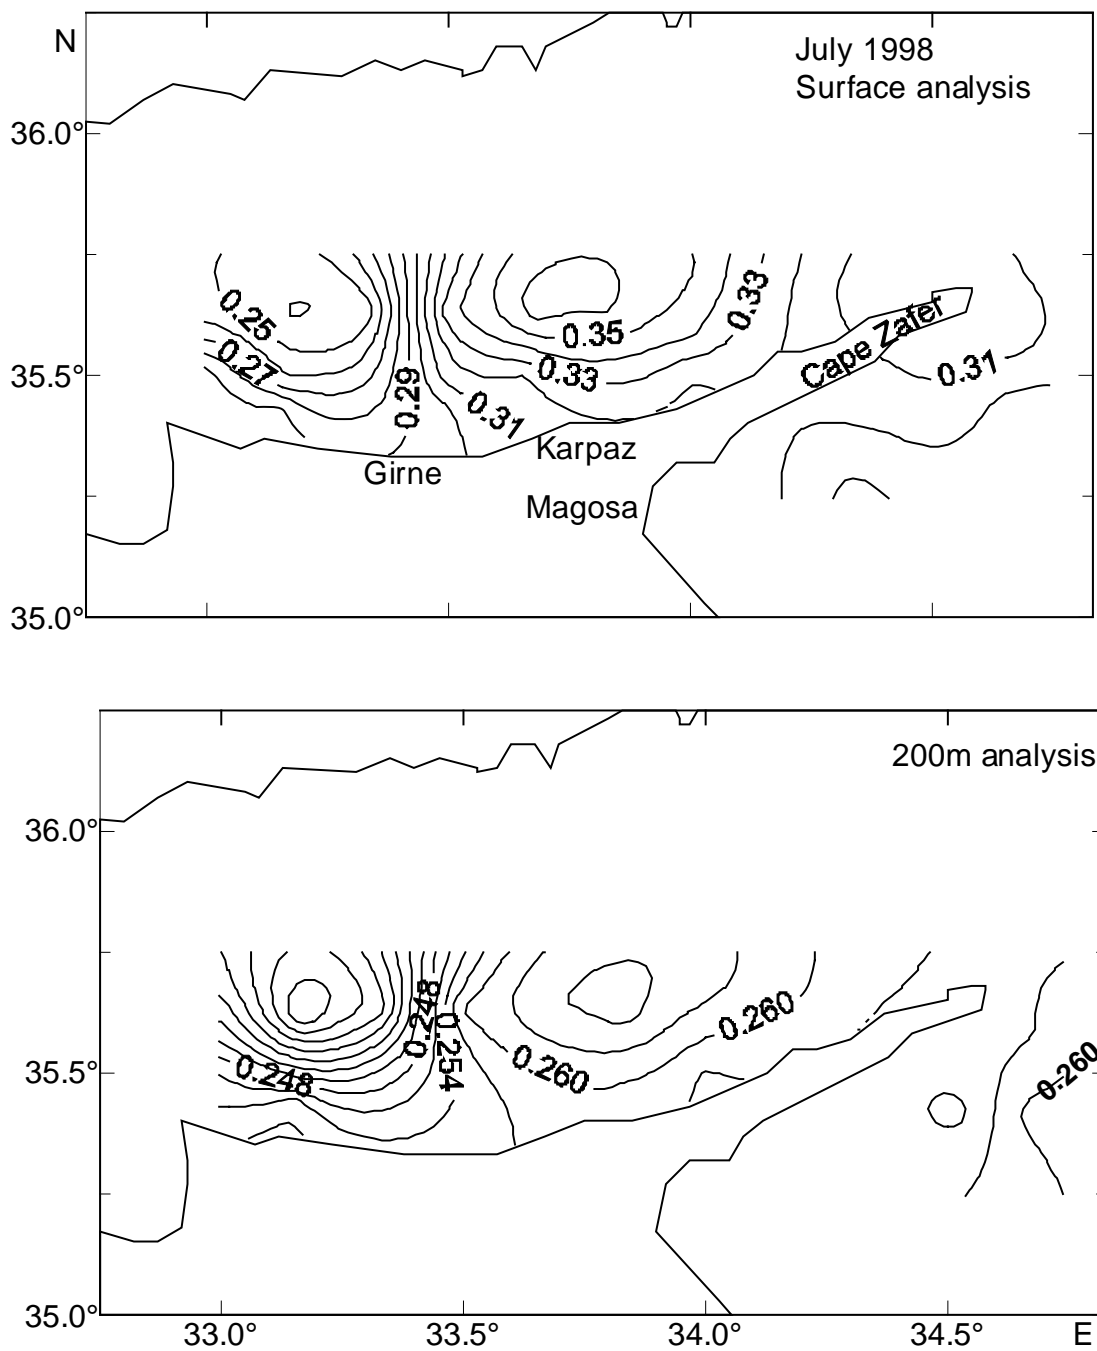 N
July 1998
Surface analysis
36.0°
0.25
0.33
0.35
Cape Zafer
0.27
0.33
0.31
35.5°
0.29
0.31
Karpaz
Girne
Magosa
35.0°
200m analysis
36.0°
0.248
0.260
0.248
0.254
0.260
0.260
35.5°
35.0°
33.0°
33.5°
34.0°
34.5°
E